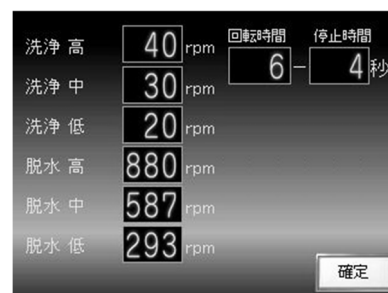 洗浄 高 40 rpm
洗浄 中 30 rpm
洗浄 低 20 rpm
脱水 高 880 rpm
脱水 中 587 rpm
脱水 低 293 rpm
回転時間 停止時間
6 - 4 秒
確定